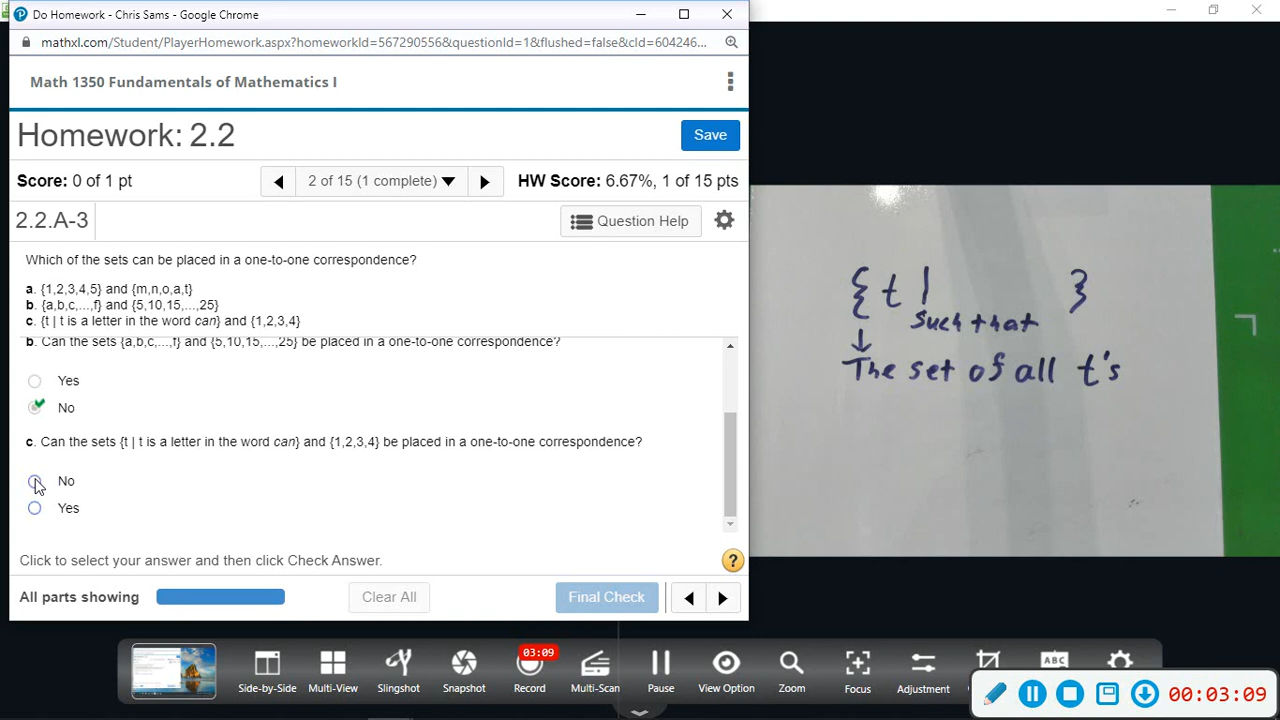 Do Homework - Chris Sams - Google Chrome
mathxl.com/Student/PlayerHomework.aspx?homeworkId=567290556&questionId=1&flushed=false&cId=604246...
Math 1350 Fundamentals of Mathematics I
Homework: 2.2
Save
Score: 0 of 1 pt
2 of 15 (1 complete)
HW Score: 6.67%, 1 of 15 pts
2.2.A-3
Question Help
Which of the sets can be placed in a one-to-one correspondence?
a. {1,2,3,4,5} and {m,n,o,a,t}
b. {a,b,c,...,f} and {5,10,15,...,25}
c. {t | t is a letter in the word can} and {1,2,3,4}
b. Can the sets {a,b,c,...,f} and {5,10,15,...,25} be placed in a one-to-one correspondence?
Yes
No
c. Can the sets {t | t is a letter in the word can} and {1,2,3,4} be placed in a one-to-one correspondence?
No
Yes
Click to select your answer and then click Check Answer.
?
All parts showing
Clear All
Final Check
{ t | }
such that
↓
The set of all t's
03:09
ABC
Side-by-Side
Multi-View
Slingshot
Snapshot
Record
Multi-Scan
Pause
View Option
Zoom
Focus
Adjustment
00:03:09